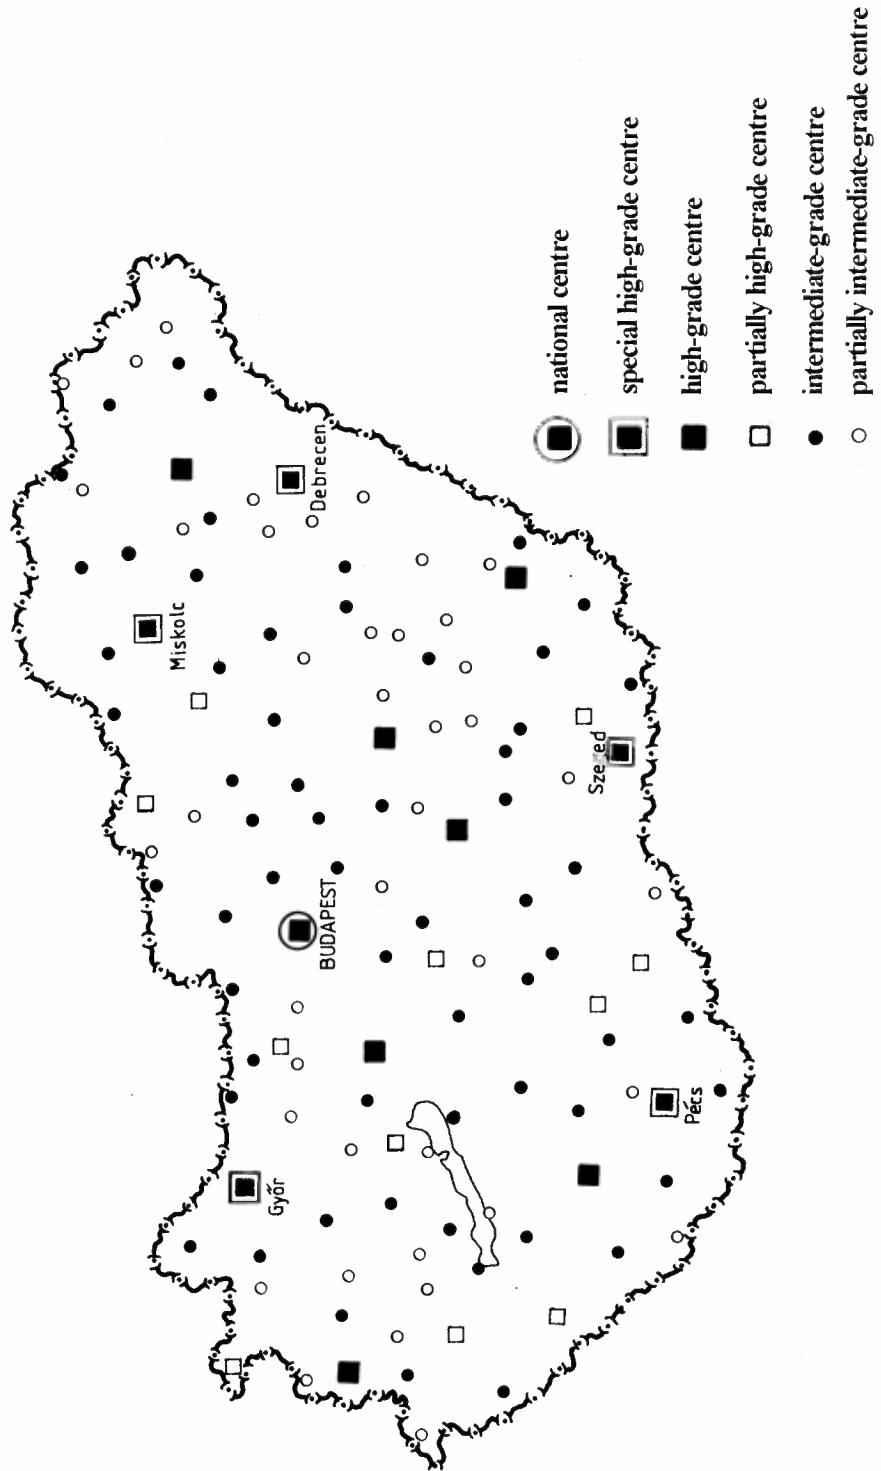 Miskolc
Debrecen
Győr
BUDAPEST
Szeged
Pécs
national centre
special high-grade centre
high-grade centre
partially high-grade centre
intermediate-grade centre
partially intermediate-grade centre